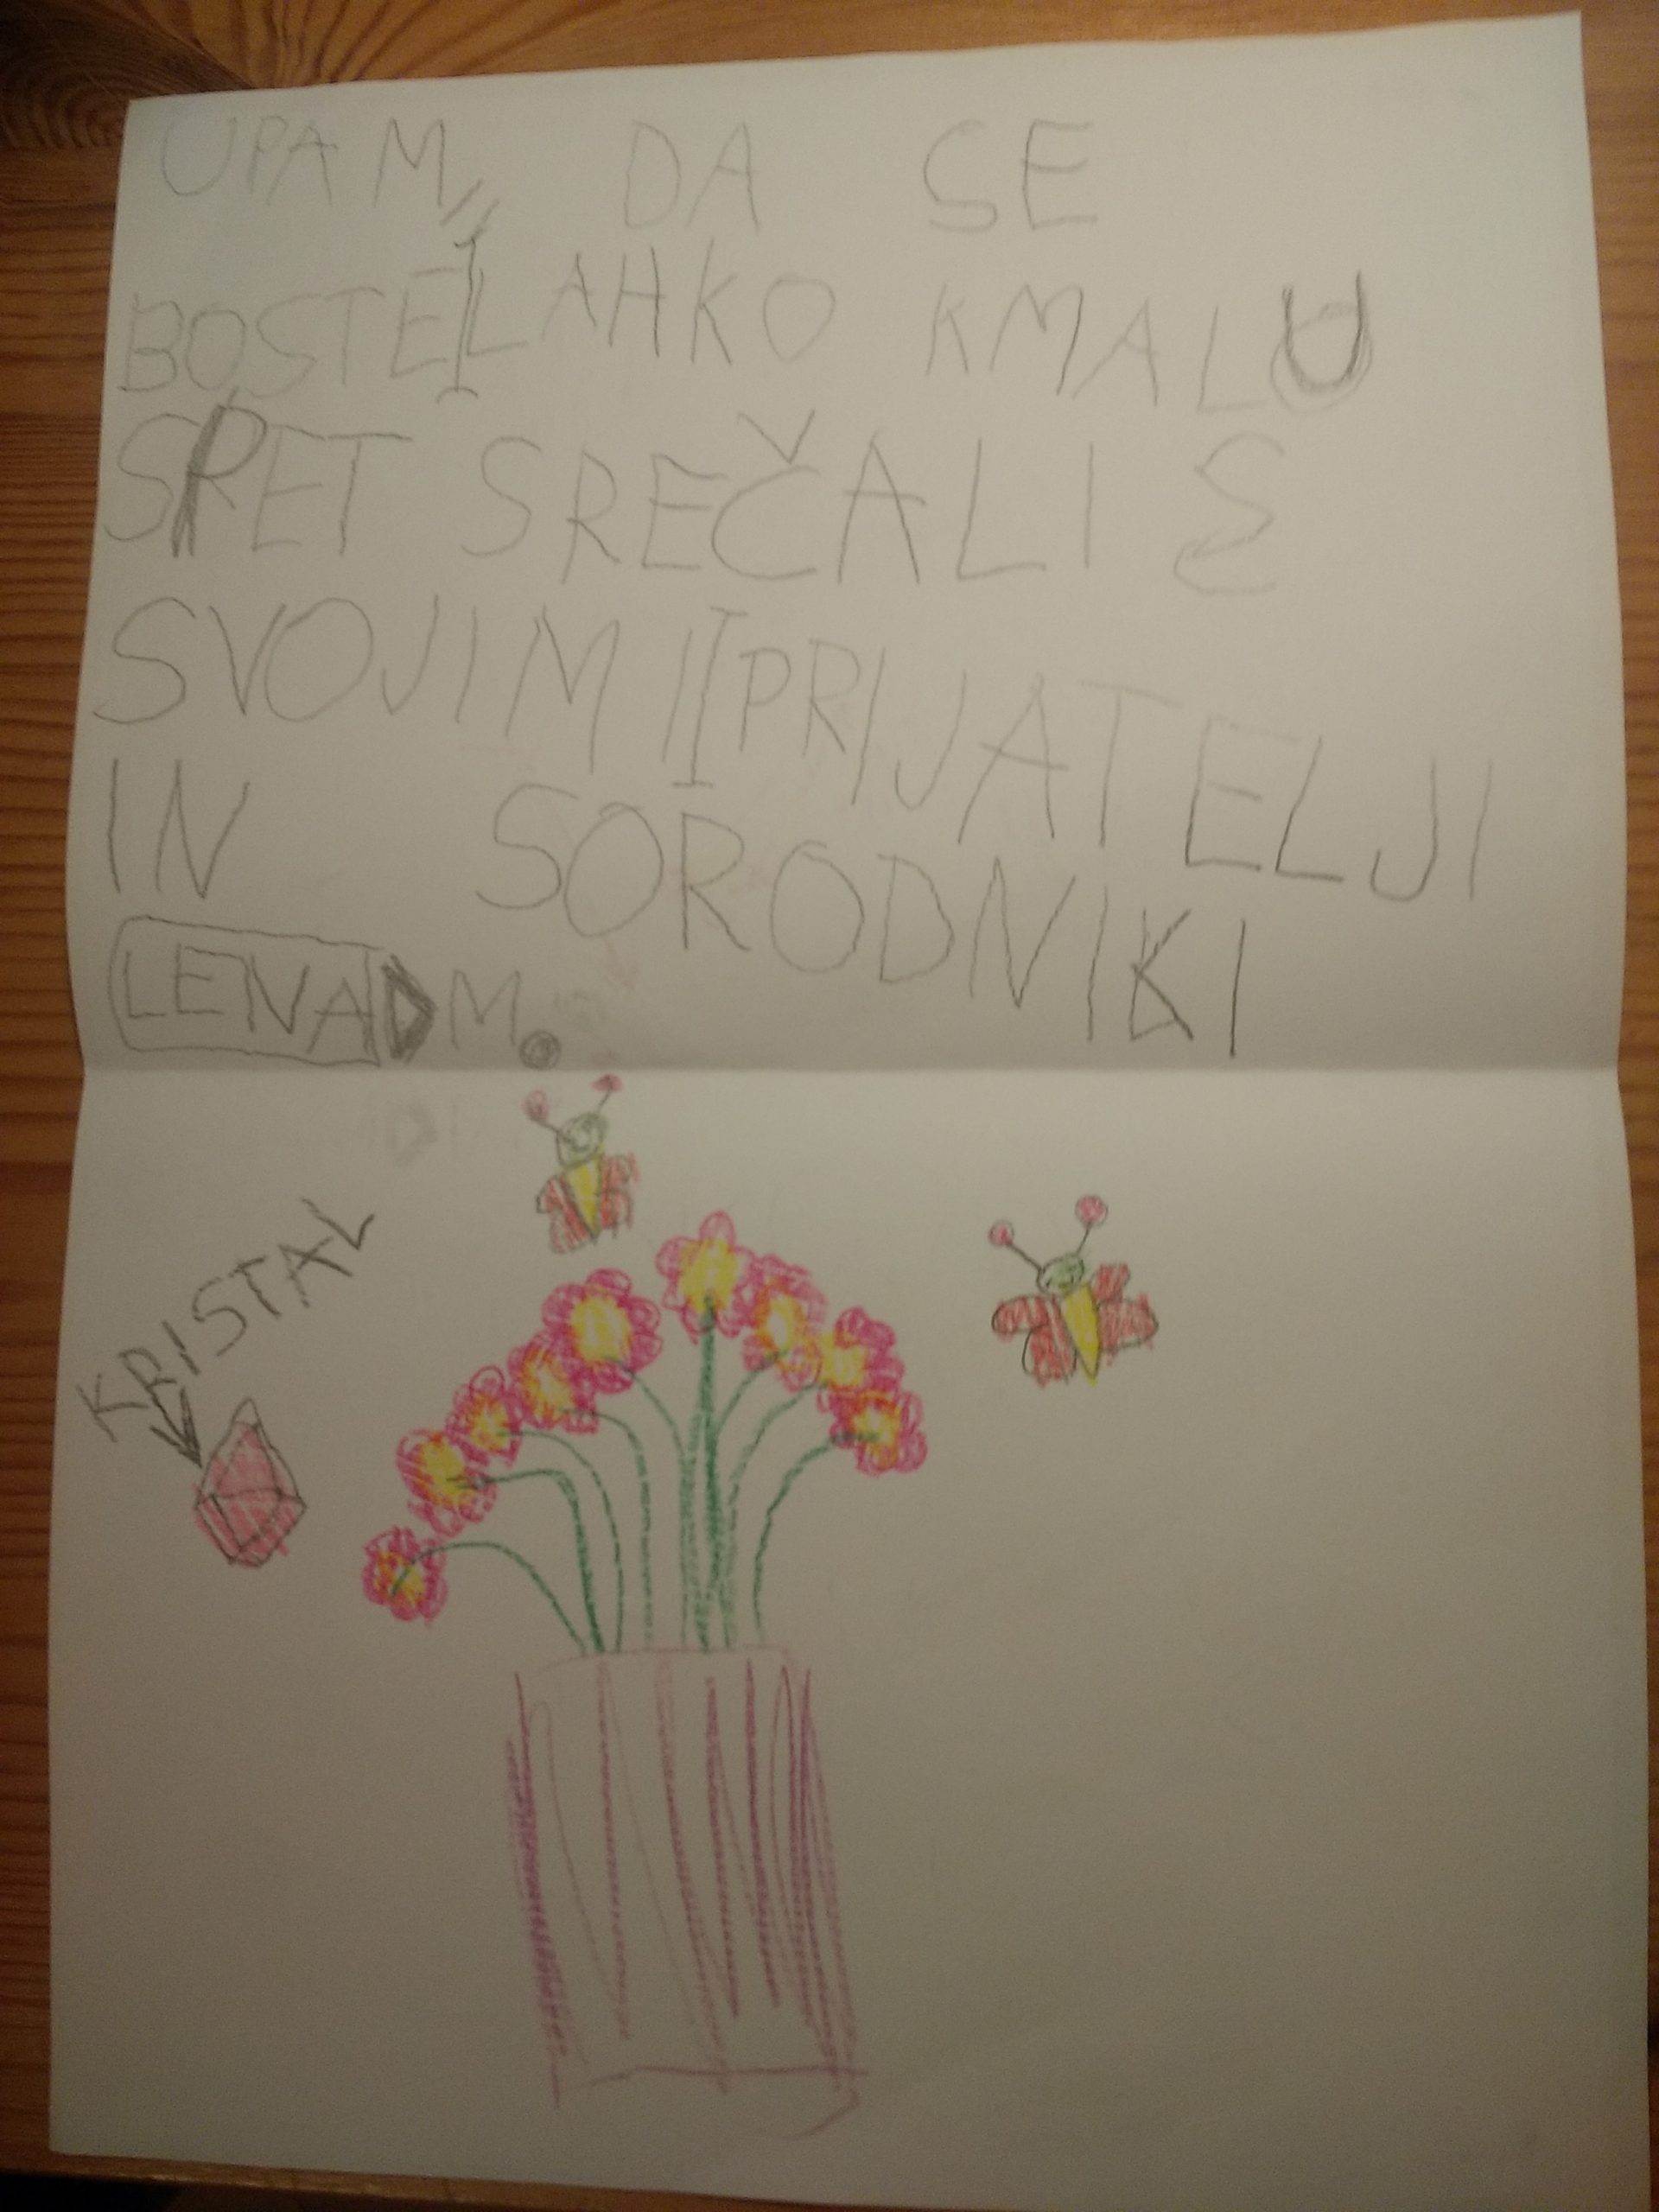 UPAM, DA SE
BOSTE LAHKO KMALU
SPET SREČALI S
SVOJIMI PRIJATELJI
IN SORODNIKI
LENA DM.
KRISTAL